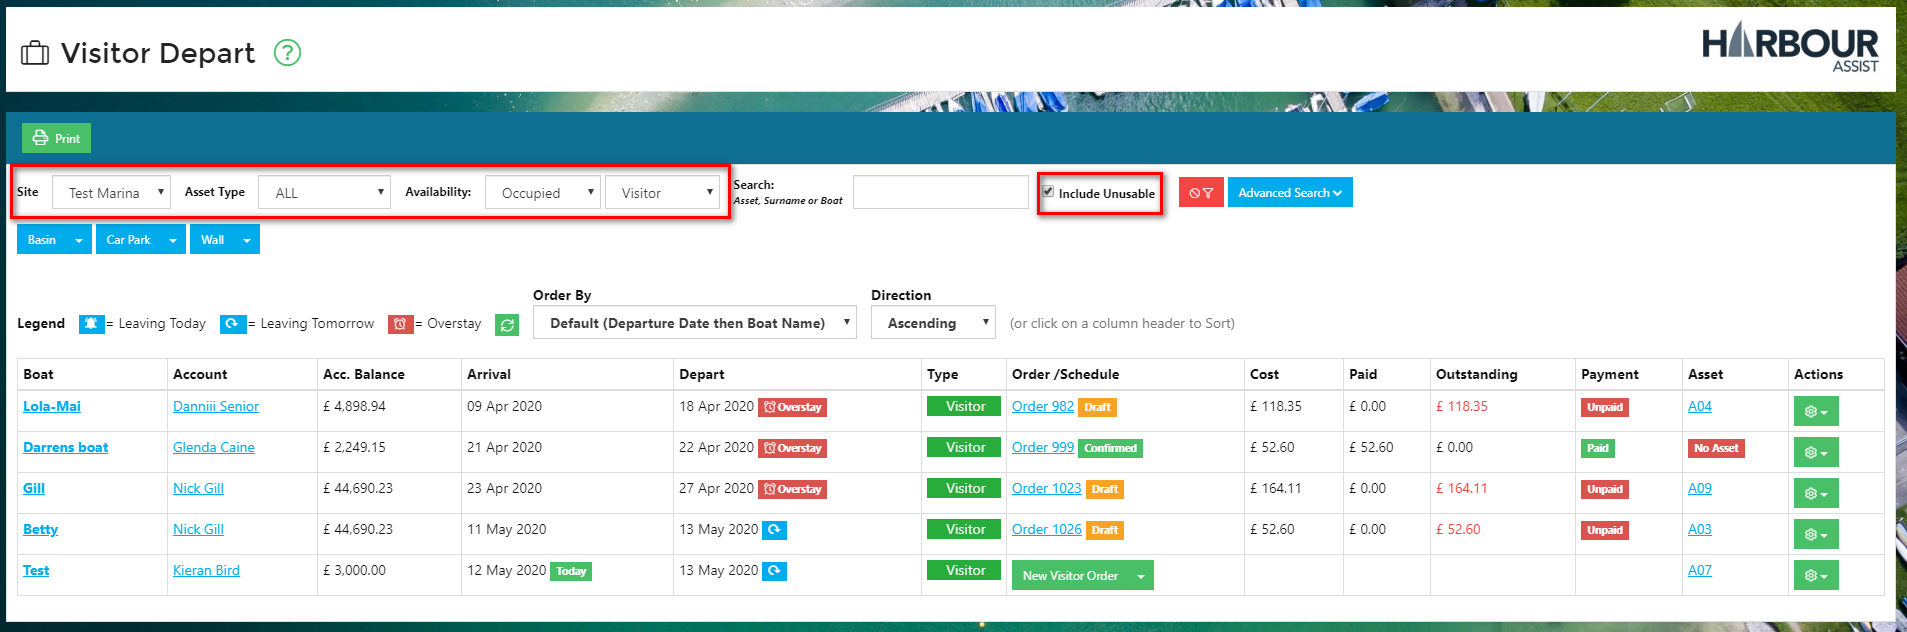 Visitor Depart ?
HARBOUR
ASSIST
Print
Site Test Marina Asset Type ALL Availability: Occupied Visitor Search: Include Unusable Advanced Search
Asset, Surname or Boat
Basin Car Park Wall
Order By Direction
Legend = Leaving Today = Leaving Tomorrow = Overstay Default (Departure Date then Boat Name) Ascending (or click on a column header to Sort)
Boat Account Acc. Balance Arrival Depart Type Order /Schedule Cost Paid Outstanding Payment Asset Actions
Lola-Mai Danniii Senior £ 4,898.94 09 Apr 2020 18 Apr 2020 Overstay Visitor Order 982 Draft £ 118.35 £ 0.00 £ 118.35 Unpaid A04
Darrens boat Glenda Caine £ 2,249.15 21 Apr 2020 22 Apr 2020 Overstay Visitor Order 999 Confirmed £ 52.60 £ 52.60 £ 0.00 Paid No Asset
Gill Nick Gill £ 44,690.23 23 Apr 2020 27 Apr 2020 Overstay Visitor Order 1023 Draft £ 164.11 £ 0.00 £ 164.11 Unpaid A09
Betty Nick Gill £ 44,690.23 11 May 2020 13 May 2020 Visitor Order 1026 Draft £ 52.60 £ 0.00 £ 52.60 Unpaid A03
Test Kieran Bird £ 3,000.00 12 May 2020 Today 13 May 2020 Visitor New Visitor Order A07